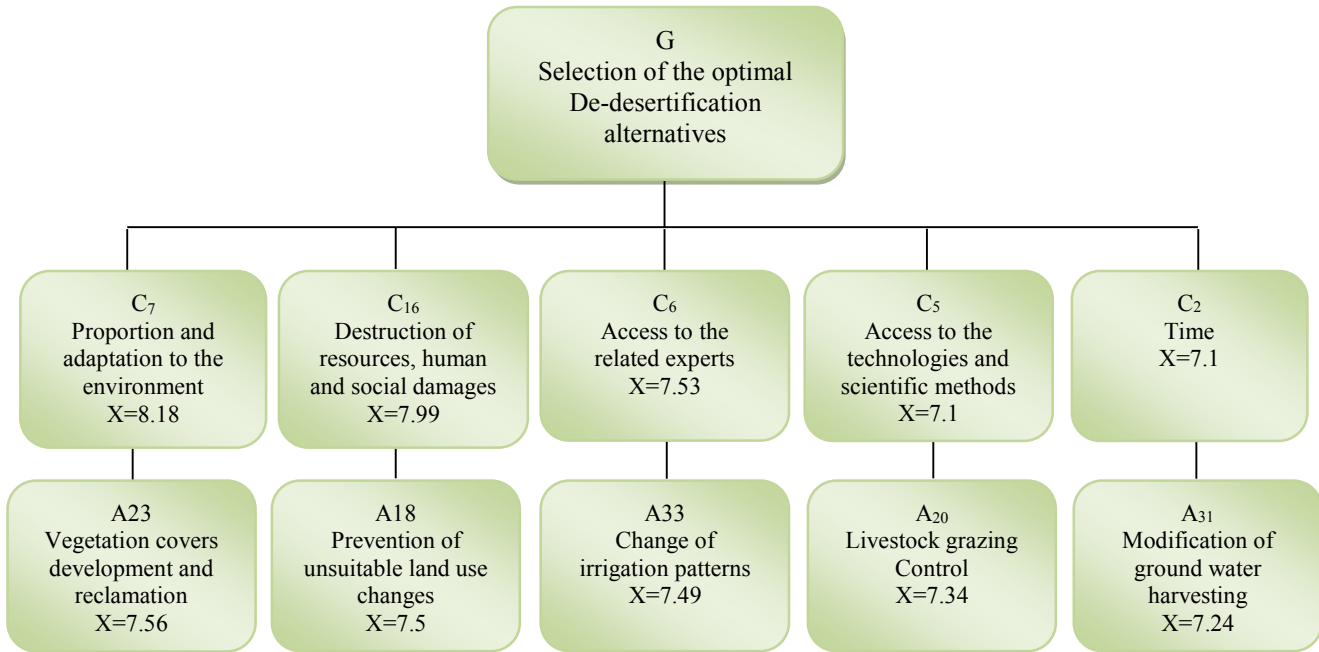 G
Selection of the optimal
De-desertification
alternatives
C₇
Proportion and
adaptation to the
environment
X=8.18
C₁₆
Destruction of
resources, human
and social damages
X=7.99
C₆
Access to the
related experts
X=7.53
C₅
Access to the
technologies and
scientific methods
X=7.1
C₂
Time
X=7.1
A23
Vegetation covers
development and
reclamation
X=7.56
A18
Prevention of
unsuitable land use
changes
X=7.5
A33
Change of
irrigation patterns
X=7.49
A₂₀
Livestock grazing
Control
X=7.34
A₃₁
Modification of
ground water
harvesting
X=7.24